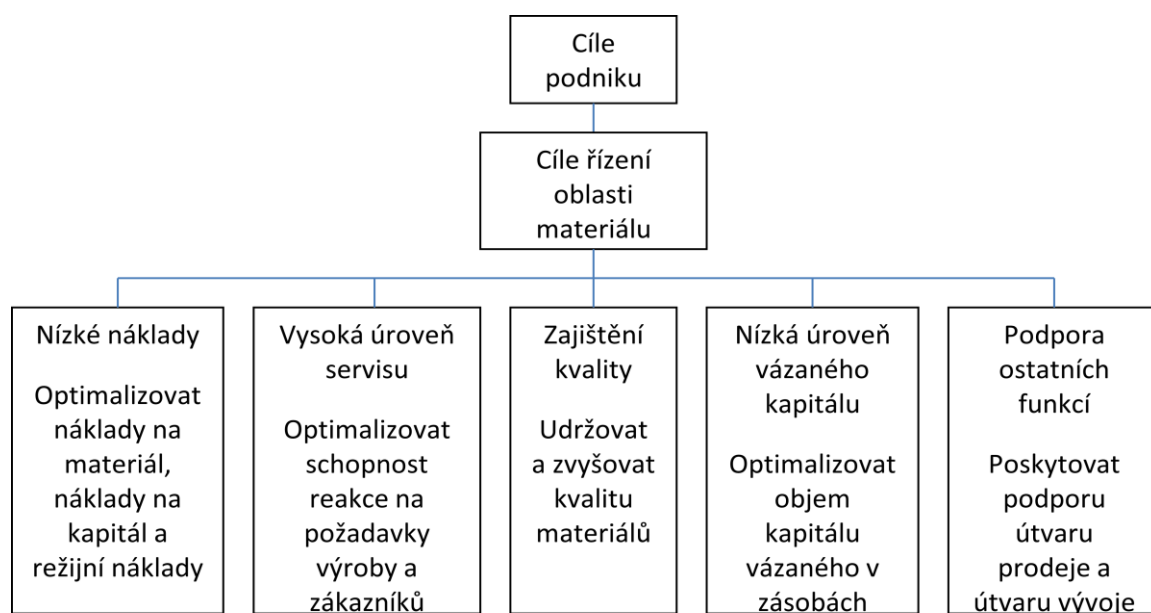 Cíle
podniku
Cíle řízení
oblasti
materiálu
Nízké náklady
Optimalizovat
náklady na
materiál,
náklady na
kapitál a
režijní náklady
Vysoká úroveň
servisu
Optimalizovat
schopnost
reakce na
požadavky
výroby a
zákazníků
Zajištění
kvality
Udržovat
a zvyšovat
kvalitu
materiálů
Nízká úroveň
vázaného
kapitálu
Optimalizovat
objem
kapitálu
vázaného v
zásobách
Podpora
ostatních
funkcí
Poskytovat
podporu
útvaru
prodeje a
útvaru vývoje